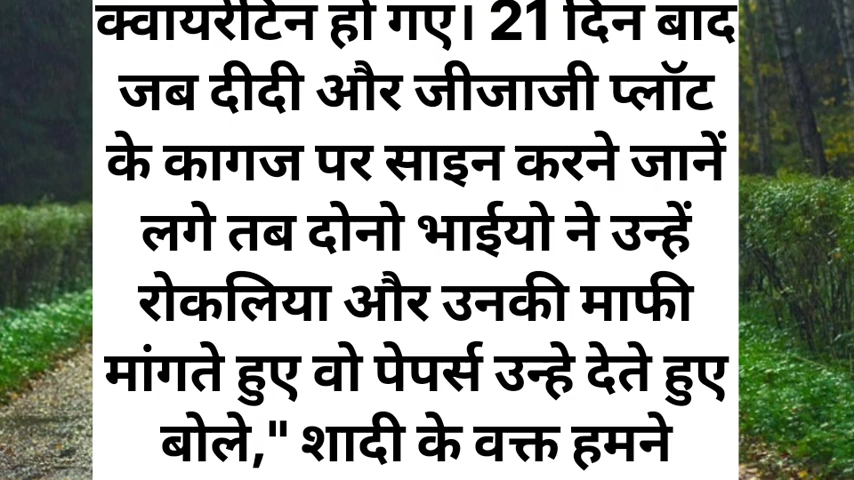 क्वायरेंटिन हो गए। 21 दिन बाद
जब दीदी और जीजाजी प्लॉट
के कागज पर साइन करने जानें
लगे तब दोनो भाईयो ने उन्हें
रोकलिया और उनकी माफी
मांगते हुए वो पेपर्स उन्हे देते हुए
बोले," शादी के वक्त हमने